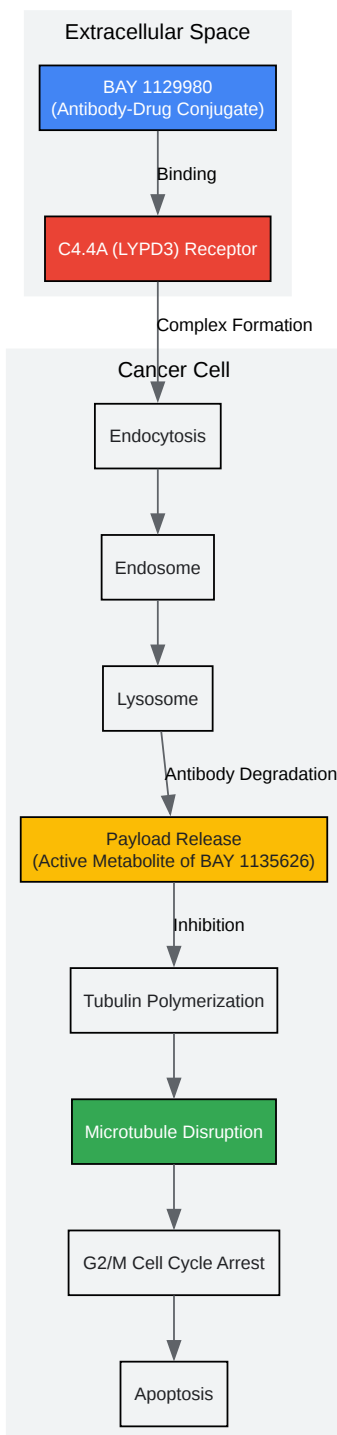 Extracellular Space
BAY 1129980
(Antibody-Drug Conjugate)
Binding
C4.4A (LYPD3) Receptor
Complex Formation
Cancer Cell
Endocytosis
Endosome
Lysosome
Antibody Degradation
Payload Release
(Active Metabolite of BAY 1135626)
Inhibition
Tubulin Polymerization
Microtubule Disruption
G2/M Cell Cycle Arrest
Apoptosis